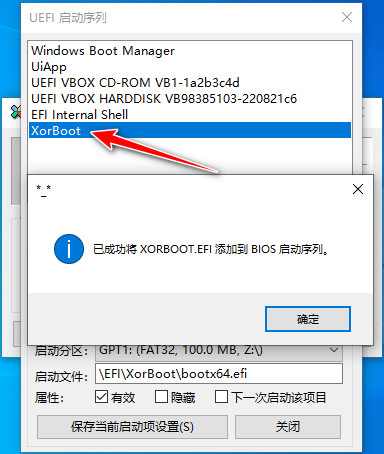 UEFI 启动序列
Windows Boot Manager
UiApp
UEFI VBOX CD-ROM VB1-1a2b3c4d
UEFI VBOX HARDDISK VB98385103-220821c6
EFI Internal Shell
XorBoot
*_*
已成功将 XORBOOT.EFI 添加到 BIOS 启动序列。
确定
启动分区: GPT1: (FAT32, 100.0 MB, Z:\)
启动文件: \EFI\XorBoot\bootx64.efi
属性: 有效 隐藏 下一次启动该项目
保存当前启动项设置(S) 关闭